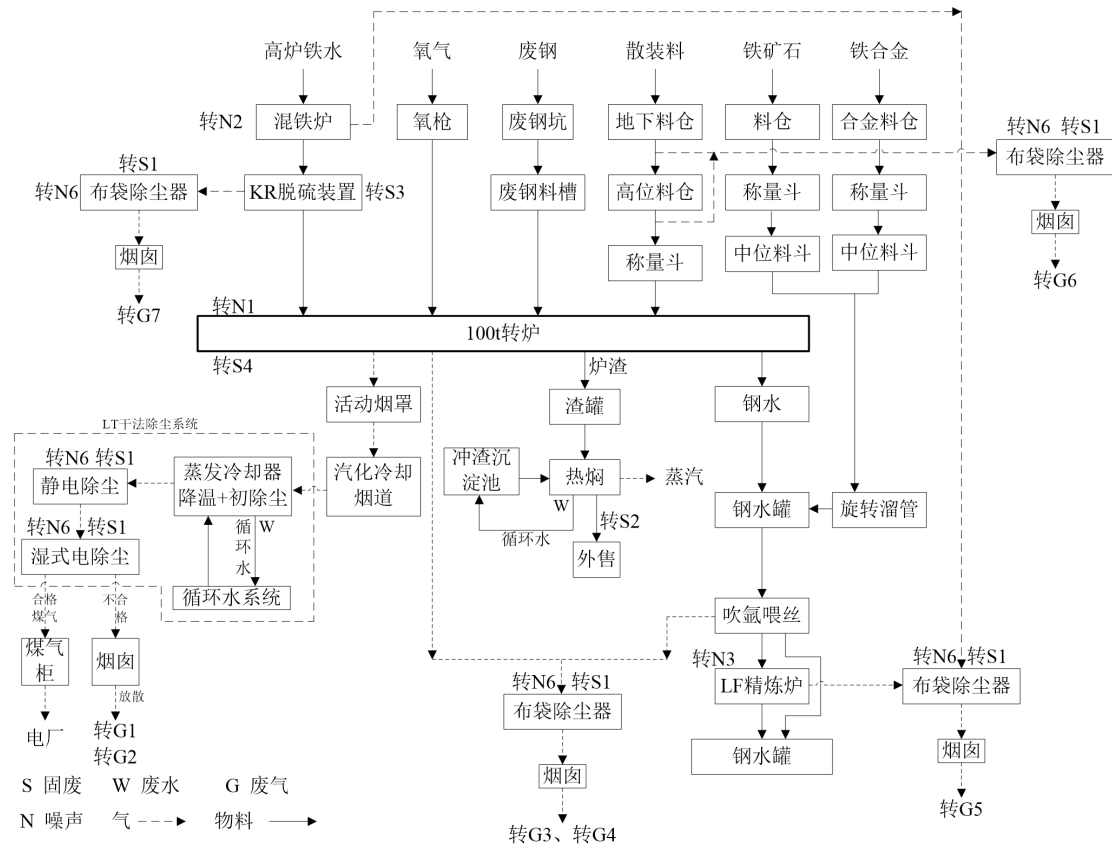 高炉铁水
氧气
废钢
散装料
铁矿石
铁合金
转N2
混铁炉
氧枪
废钢坑
地下料仓
料仓
合金料仓
转N6 转S1
布袋除尘器
转S1
转N6
布袋除尘器
KR脱硫装置
转S3
废钢料槽
高位料仓
称量斗
称量斗
烟囱
烟囱
称量斗
中位料斗
中位料斗
转G6
转G7
转N1
100t转炉
转S4
炉渣
活动烟罩
渣罐
钢水
LT干法除尘系统
转N6 转S1
静电除尘
蒸发冷却器
降温+初除尘
汽化冷却
烟道
冲渣沉
淀池
热焖
蒸汽
W
循环水
转S2
外售
钢水罐
旋转溜管
转N6 转S1
湿式电除尘
循
环
水
W
循环水系统
合格
煤气
不合
格
煤气
柜
烟囱
放散
电厂
转G1
转G2
吹氩喂丝
转N3
LF精炼炉
转N6 转S1
布袋除尘器
转N6 转S1
布袋除尘器
钢水罐
烟囱
烟囱
转G5
转G3、转G4
S 固废 W 废水 G 废气
N 噪声 气 物料